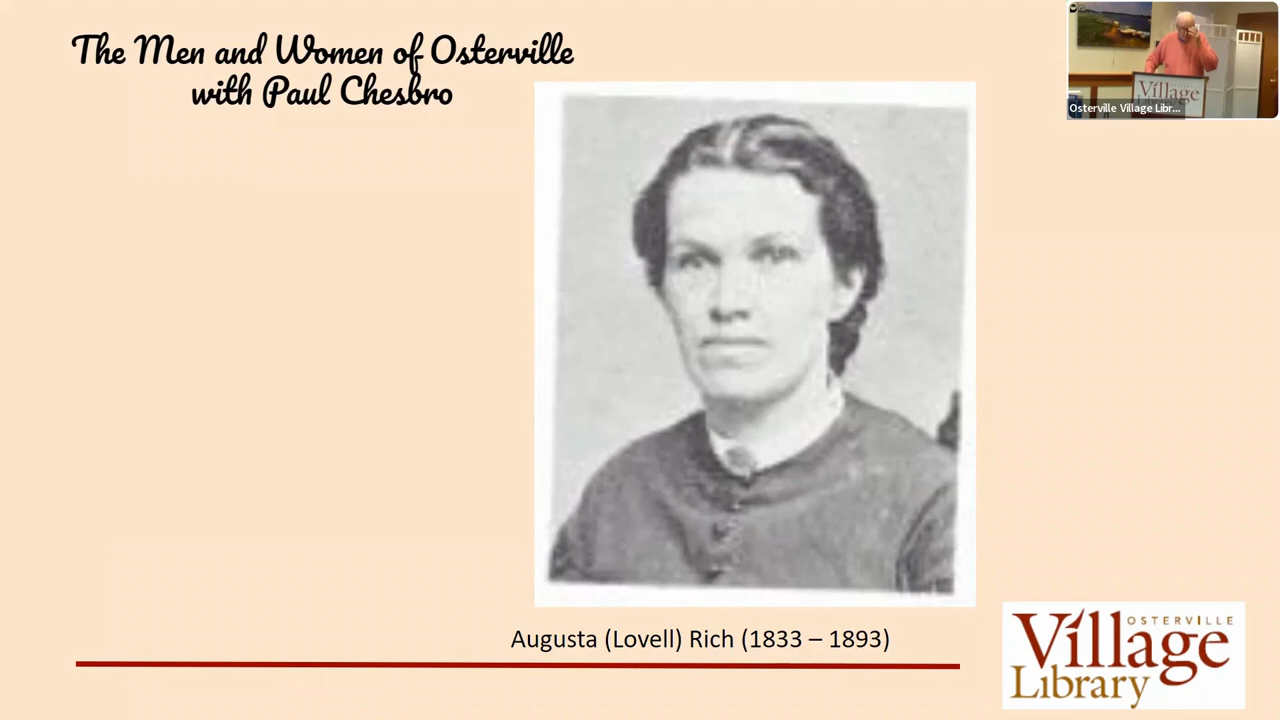 The Men and Women of Osterville
with Paul Chesbro
Village
Osterville Village Libr...
Augusta (Lovell) Rich (1833 – 1893)
OSTERVILLE
Village
Library